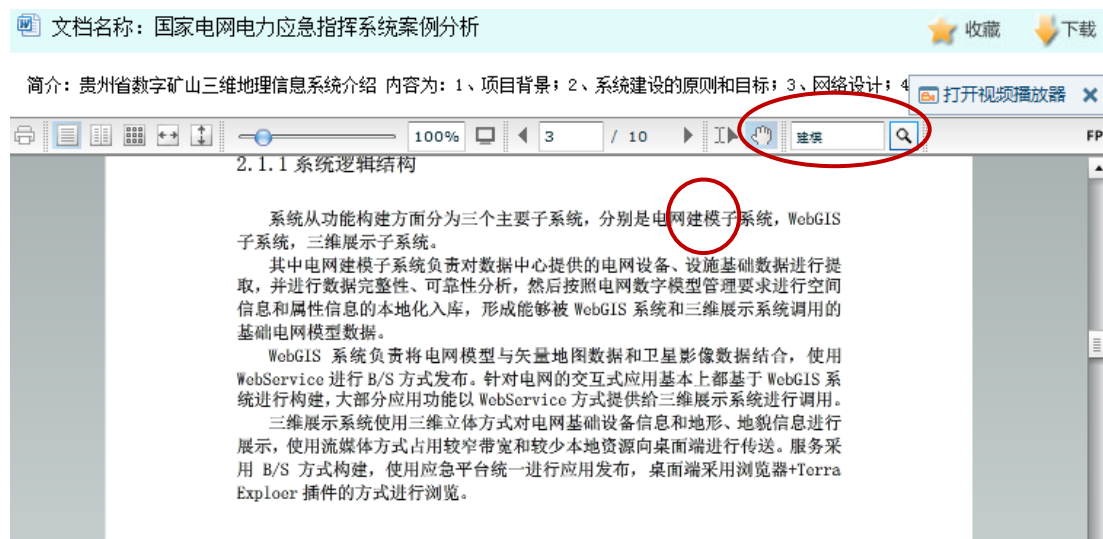 文档名称：国家电网电力应急指挥系统案例分析
收藏
下载
简介：贵州省数字矿山三维地理信息系统介绍 内容为：1、项目背景；2、系统建设的原则和目标；3、网络设计；4
打开视频播放器
100%
3 / 10
建模
FP
2.1.1 系统逻辑结构
系统从功能构建方面分为三个主要子系统，分别是电网建模子系统，WebGIS
子系统，三维展示子系统。
其中电网建模子系统负责对数据中心提供的电网设备、设施基础数据进行提
取，并进行数据完整性、可靠性分析，然后按照电网数字模型管理要求进行空间
信息和属性信息的本地化入库，形成能够被 WebGIS 系统和三维展示系统调用的
基础电网模型数据。
WebGIS 系统负责将电网模型与矢量地图数据和卫星影像数据结合，使用
WebService 进行 B/S 方式发布。针对电网的交互式应用基本上都基于 WebGIS 系
统进行构建，大部分应用功能以 WebService 方式提供给三维展示系统进行调用。
三维展示系统使用三维立体方式对电网基础设备信息和地形、地貌信息进行
展示，使用流媒体方式占用较窄带宽和较少本地资源向桌面端进行传送。服务采
用 B/S 方式构建，使用应急平台统一进行应用发布，桌面端采用浏览器+Terra
Exploer 插件的方式进行浏览。